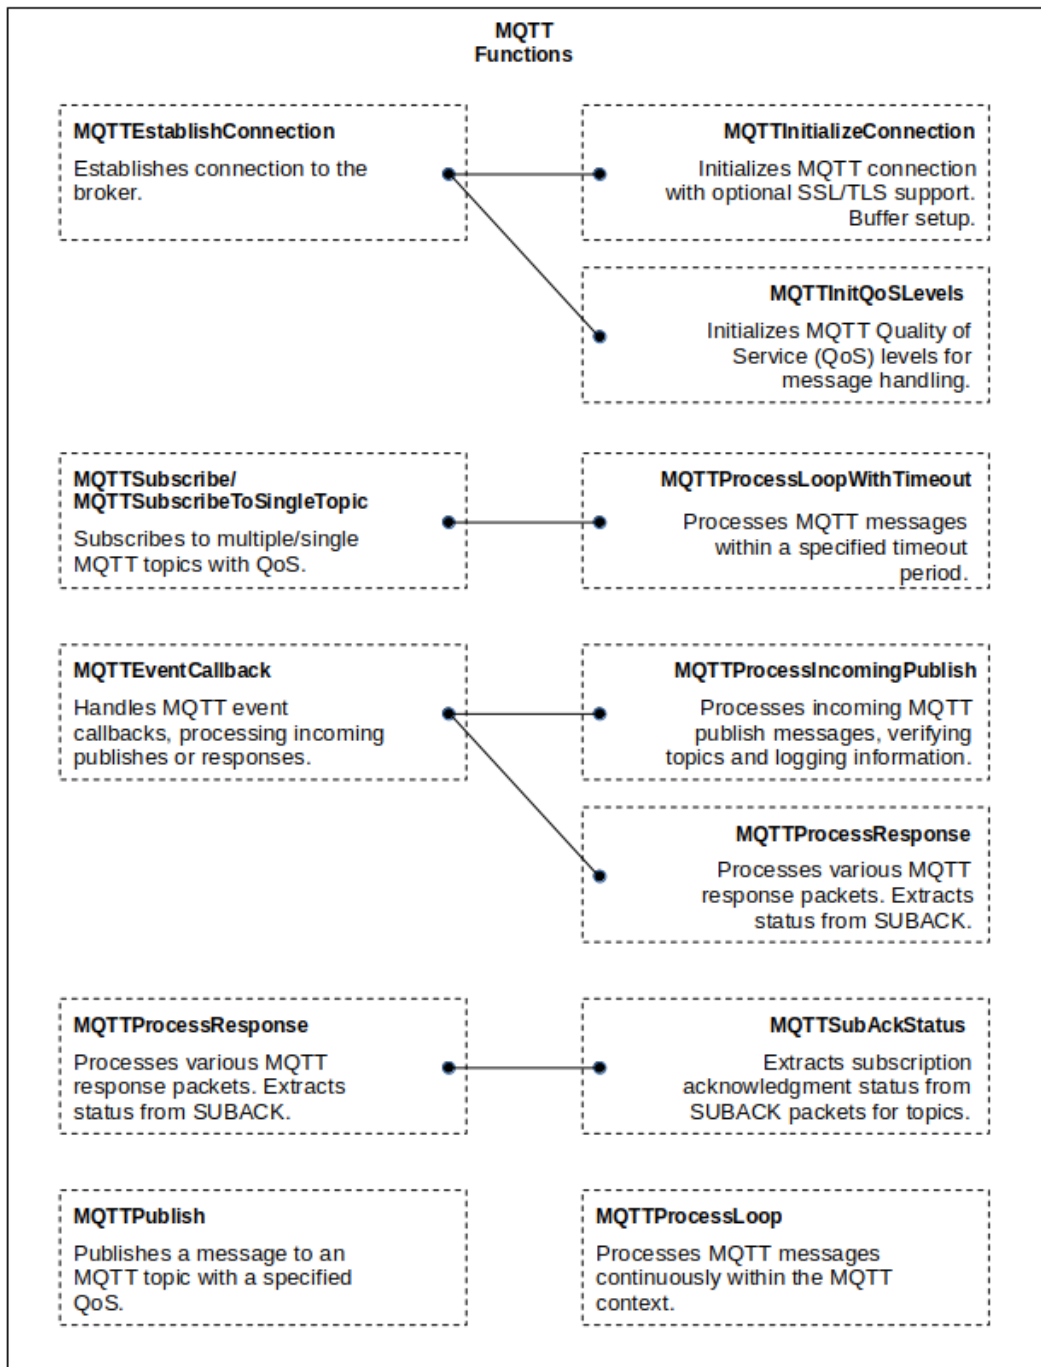 MQTT
Functions
MQTTEstablishConnection
Establishes connection to the
broker.
MQTTInitializeConnection
Initializes MQTT connection
with optional SSL/TLS support.
Buffer setup.
MQTTInitQoSLevels
Initializes MQTT Quality of
Service (QoS) levels for
message handling.
MQTTSubscribe/
MQTTSubscribeToSingleTopic
Subscribes to multiple/single
MQTT topics with QoS.
MQTTProcessLoopWithTimeout
Processes MQTT messages
within a specified timeout
period.
MQTTEventCallback
Handles MQTT event
callbacks, processing incoming
publishes or responses.
MQTTProcessIncomingPublish
Processes incoming MQTT
publish messages, verifying
topics and logging information.
MQTTProcessResponse
Processes various MQTT
response packets. Extracts
status from SUBACK.
MQTTProcessResponse
Processes various MQTT
response packets. Extracts
status from SUBACK.
MQTTSubAckStatus
Extracts subscription
acknowledgment status from
SUBACK packets for topics.
MQTTPublish
Publishes a message to an
MQTT topic with a specified
QoS.
MQTTProcessLoop
Processes MQTT messages
continuously within the MQTT
context.